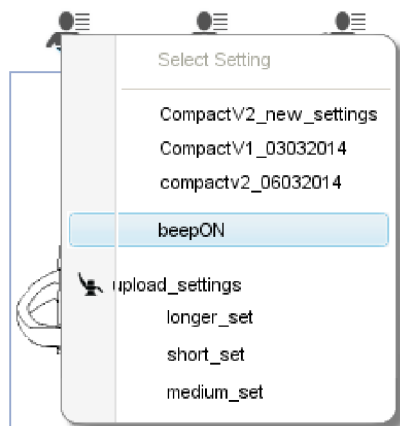 Select Setting
CompactV2_new_settings
CompactV1_03032014
compactv2_06032014
beepON
upload_settings
longer_set
short_set
medium_set